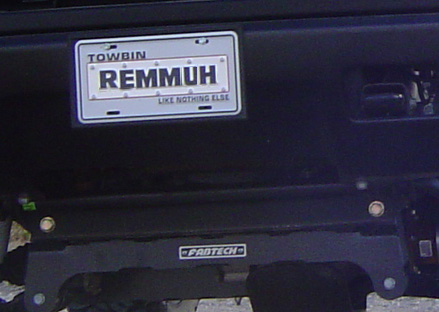 TOWBIN
REMMUH
LIKE NOTHING ELSE
FABTECH